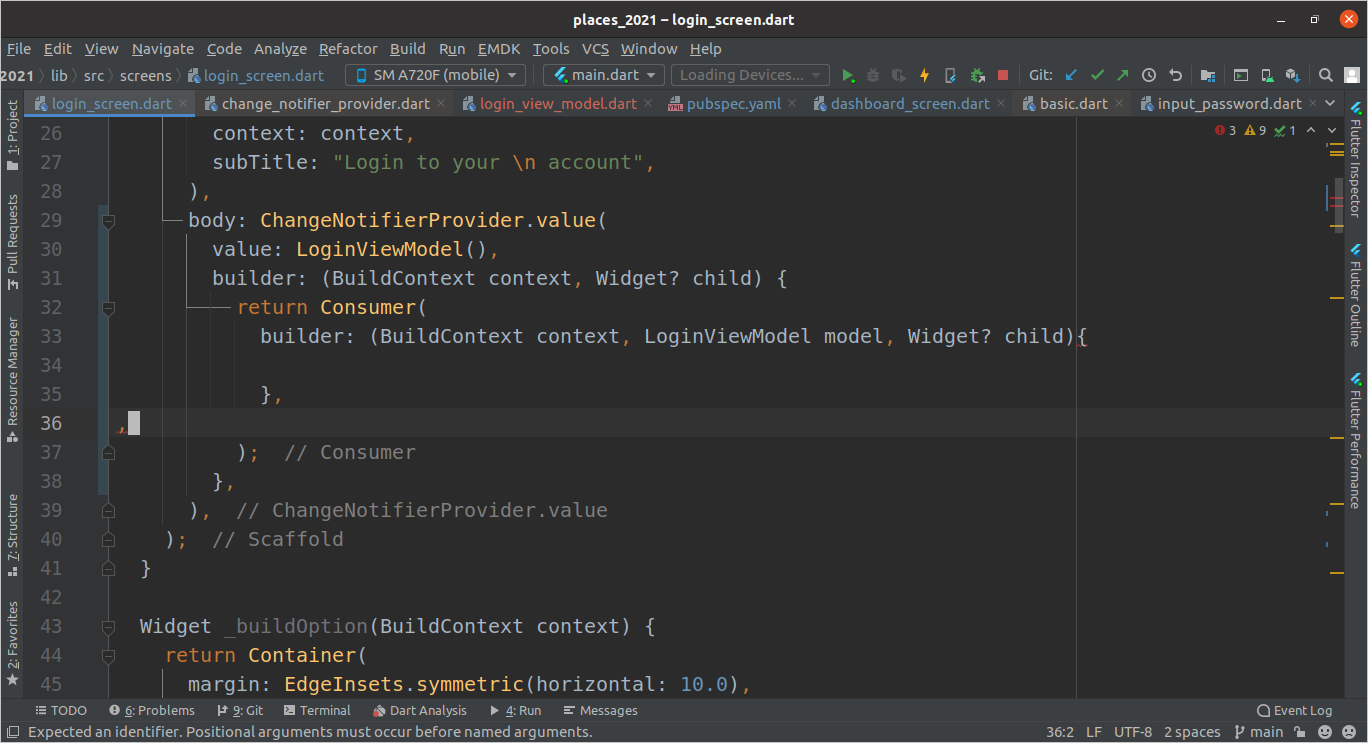 places_2021 – login_screen.dart
File Edit View Navigate Code Analyze Refactor Build Run EMDK Tools VCS Window Help
2021 lib src screens login_screen.dart SM A720F (mobile) main.dart Loading Devices... Git:
login_screen.dart change_notifier_provider.dart login_view_model.dart pubspec.yaml dashboard_screen.dart basic.dart input_password.dart
3 9 1
26 context: context,
27 subTitle: "Login to your \n account",
28 ),
29 body: ChangeNotifierProvider.value(
30 value: LoginViewModel(),
31 builder: (BuildContext context, Widget? child) {
32 return Consumer(
33 builder: (BuildContext context, LoginViewModel model, Widget? child){
34
35 },
36 ,
37 ); // Consumer
38 },
39 ), // ChangeNotifierProvider.value
40 ); // Scaffold
41 }
42
43 Widget _buildOption(BuildContext context) {
44 return Container(
45 margin: EdgeInsets.symmetric(horizontal: 10.0),
1: Project
Pull Requests
Resource Manager
7: Structure
2: Favorites
Flutter Inspector
Flutter Outline
Flutter Performance
TODO 6: Problems 9: Git Terminal Dart Analysis 4: Run Messages Event Log
Expected an identifier. Positional arguments must occur before named arguments. 36:2 LF UTF-8 2 spaces main